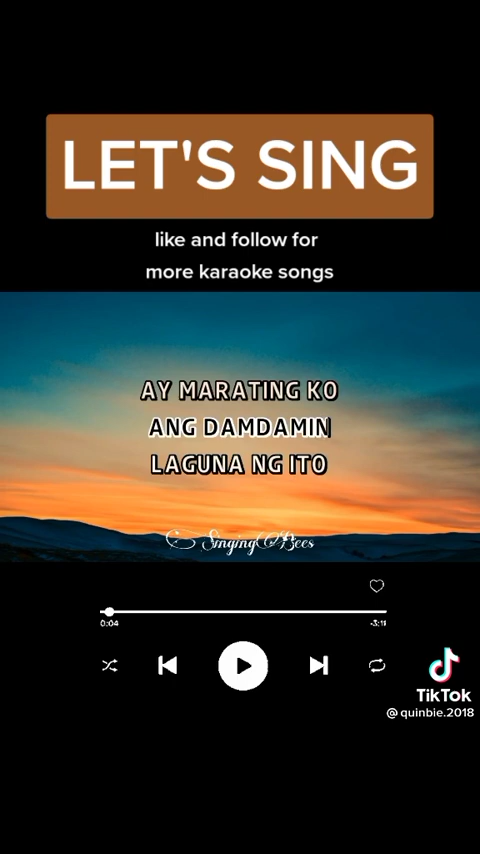 LET'S SING
like and follow for
more karaoke songs
AY MARATING KO
ANG DAMDAMIN
LAGUNA NG ITO
SingingBees
0:04
-3:11
TikTok
@quinbie.2018